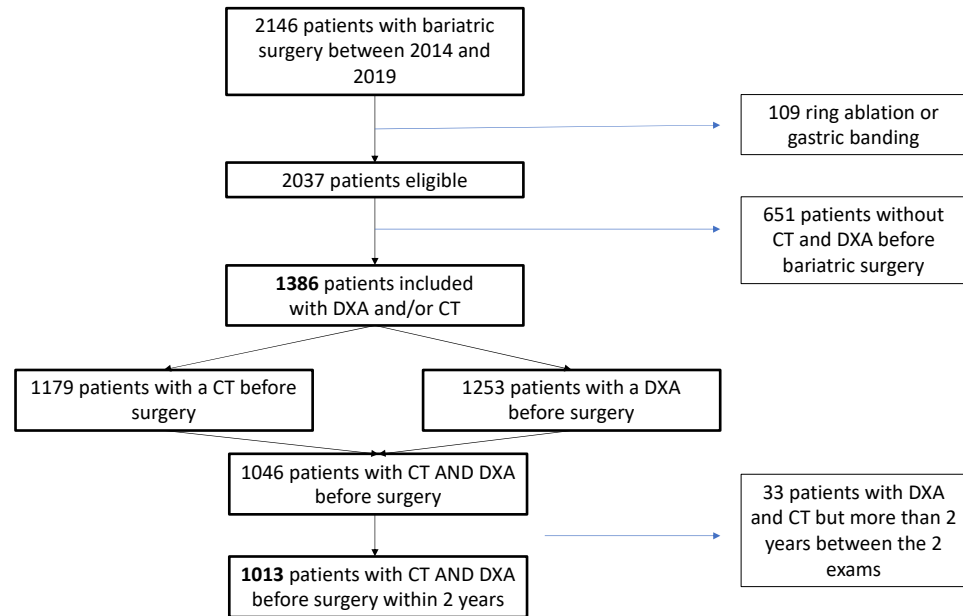 2146 patients with bariatric
surgery between 2014 and
2019
109 ring ablation or
gastric banding
2037 patients eligible
651 patients without
CT and DXA before
bariatric surgery
1386 patients included
with DXA and/or CT
1179 patients with a CT before
surgery
1253 patients with a DXA
before surgery
1046 patients with CT AND DXA
before surgery
33 patients with DXA
and CT but more than 2
years between the 2
exams
1013 patients with CT AND DXA
before surgery within 2 years